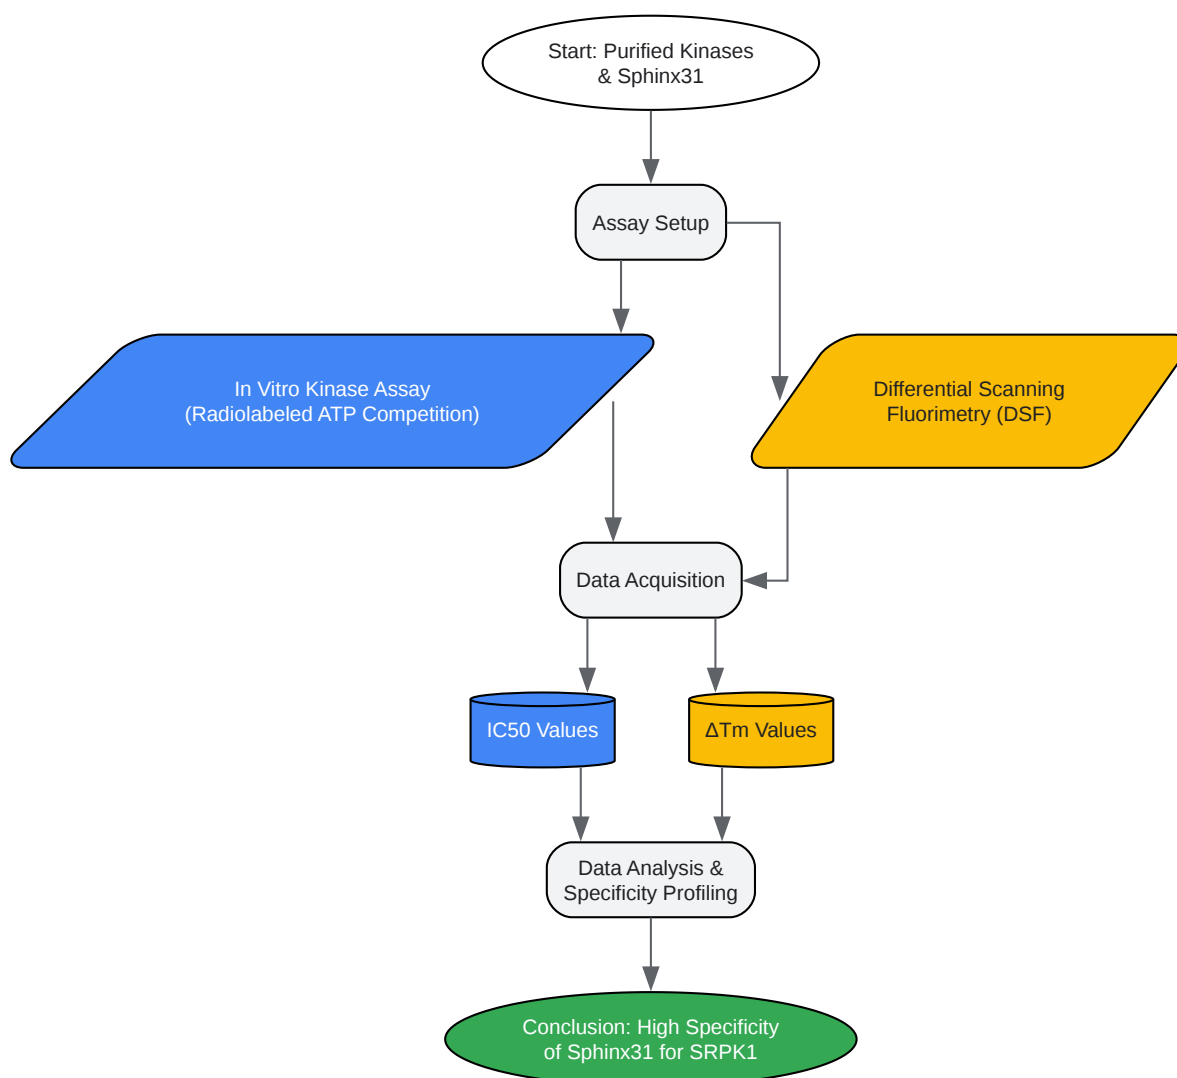 Start: Purified Kinases
& Sphinx31
Assay Setup
In Vitro Kinase Assay
(Radiolabeled ATP Competition)
Differential Scanning
Fluorimetry (DSF)
Data Acquisition
IC50 Values
ΔTm Values
Data Analysis &
Specificity Profiling
Conclusion: High Specificity
of Sphinx31 for SRPK1